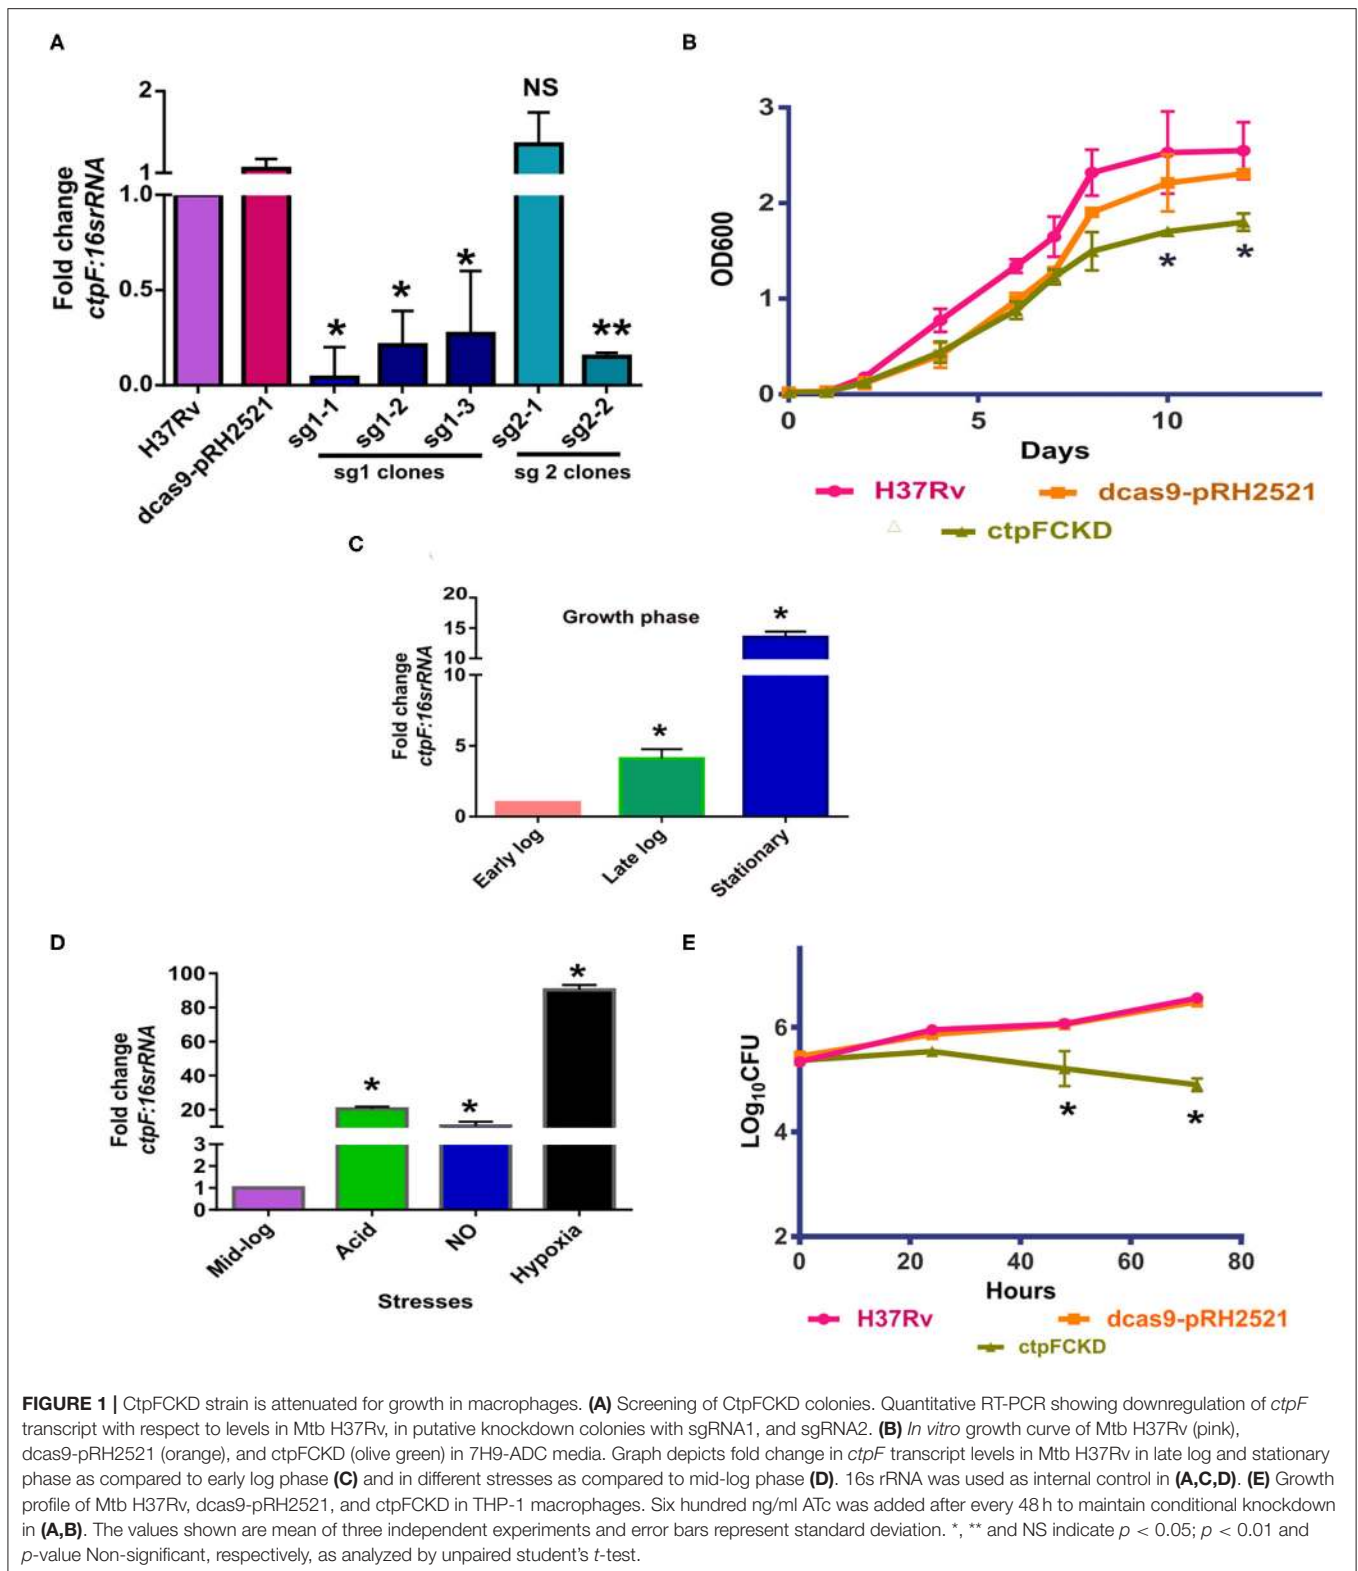 A
2
1
1.0
0.5
0.0
Fold change
ctpF:16srRNA
NS
*
*
*
**
H37Rv
dcas9-pRH2521
sg1-1
sg1-2
sg1-3
sg2-1
sg2-2
sg1 clones
sg 2 clones
B
3
2
1
0
OD600
*
*
0
5
10
Days
H37Rv
dcas9-pRH2521
ctpFCKD
C
20
15
10
10
5
0
Fold change
ctpF:16srRNA
Growth phase
*
*
Early log
Late log
Stationary
D
100
80
60
40
20
3
2
1
0
Fold change
ctpF:16srRNA
*
*
*
Mid-log
Acid
NO
Hypoxia
Stresses
E
6
4
2
LOg10CFU
*
*
0
20
40
60
80
Hours
H37Rv
dcas9-pRH2521
ctpFCKD
FIGURE 1 | CtpFCKD strain is attenuated for growth in macrophages. (A) Screening of CtpFCKD colonies. Quantitative RT-PCR showing downregulation of ctpF
transcript with respect to levels in Mtb H37Rv, in putative knockdown colonies with sgRNA1, and sgRNA2. (B) In vitro growth curve of Mtb H37Rv (pink),
dcas9-pRH2521 (orange), and ctpFCKD (olive green) in 7H9-ADC media. Graph depicts fold change in ctpF transcript levels in Mtb H37Rv in late log and stationary
phase as compared to early log phase (C) and in different stresses as compared to mid-log phase (D). 16s rRNA was used as internal control in (A,C,D). (E) Growth
profile of Mtb H37Rv, dcas9-pRH2521, and ctpFCKD in THP-1 macrophages. Six hundred ng/ml ATc was added after every 48 h to maintain conditional knockdown
in (A,B). The values shown are mean of three independent experiments and error bars represent standard deviation. *, ** and NS indicate p < 0.05; p < 0.01 and
p-value Non-significant, respectively, as analyzed by unpaired student's t-test.